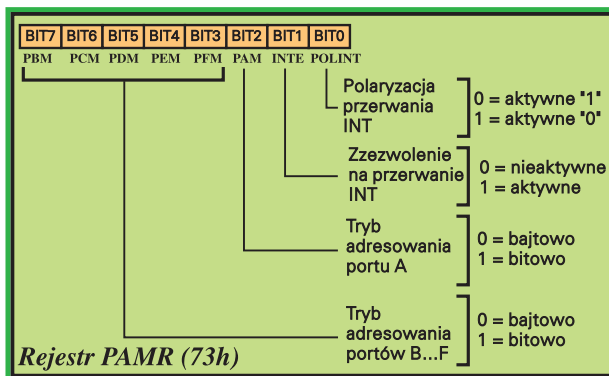 BIT7 BIT6 BIT5 BIT4 BIT3 BIT2 BIT1 BIT0
PBM PCM PDM PEM PFM PAM INTE POLINT
Polaryzacja
przerwania
INT
0 = aktywne "1"
1 = aktywne "0"
Zzezwolenie
na przerwanie
INT
0 = nieaktywne
1 = aktywne
Tryb
adresowania
portu A
0 = bajtowo
1 = bitowo
Tryb
adresowania
portów B...F
0 = bajtowo
1 = bitowo
Rejestr PAMR (73h)